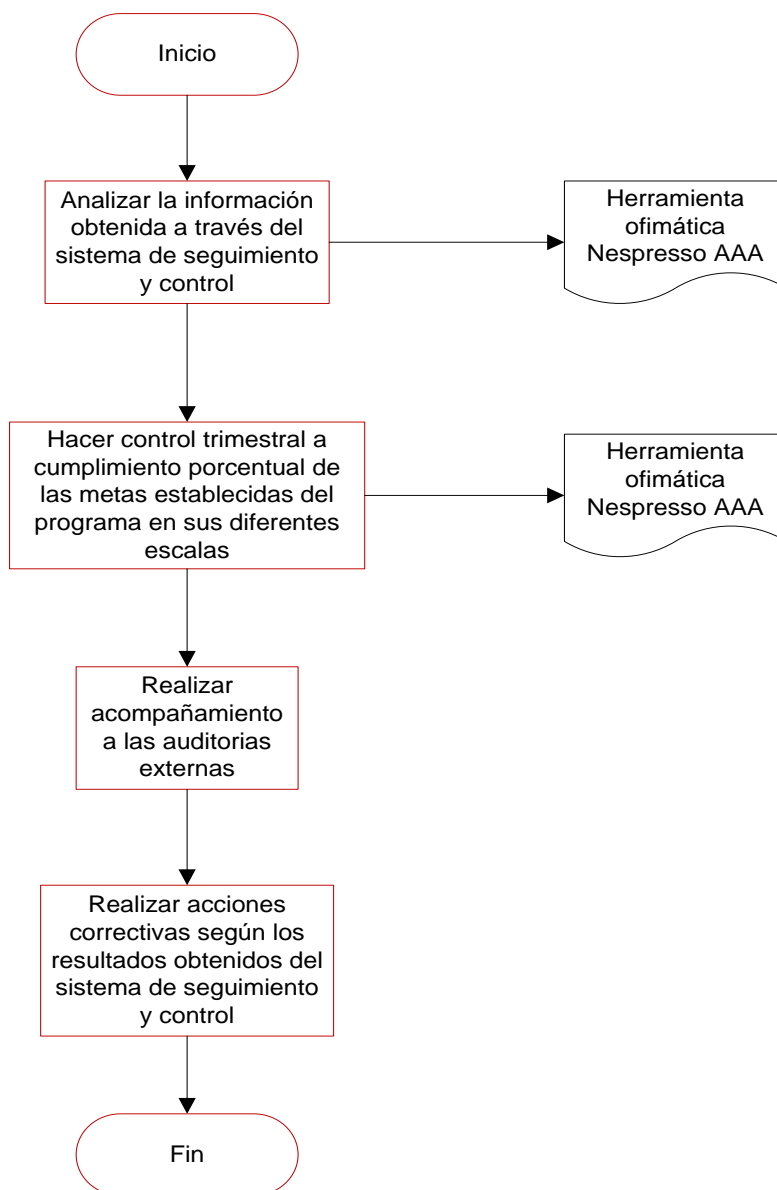 Inicio
Analizar la información
obtenida a través del
sistema de seguimiento
y control
Herramienta
ofimática
Nespresso AAA
Hacer control trimestral a
cumplimiento porcentual de
las metas establecidas del
programa en sus diferentes
escalas
Herramienta
ofimática
Nespresso AAA
Realizar
acompañamiento
a las auditorias
externas
Realizar acciones
correctivas según los
resultados obtenidos del
sistema de seguimiento
y control
Fin